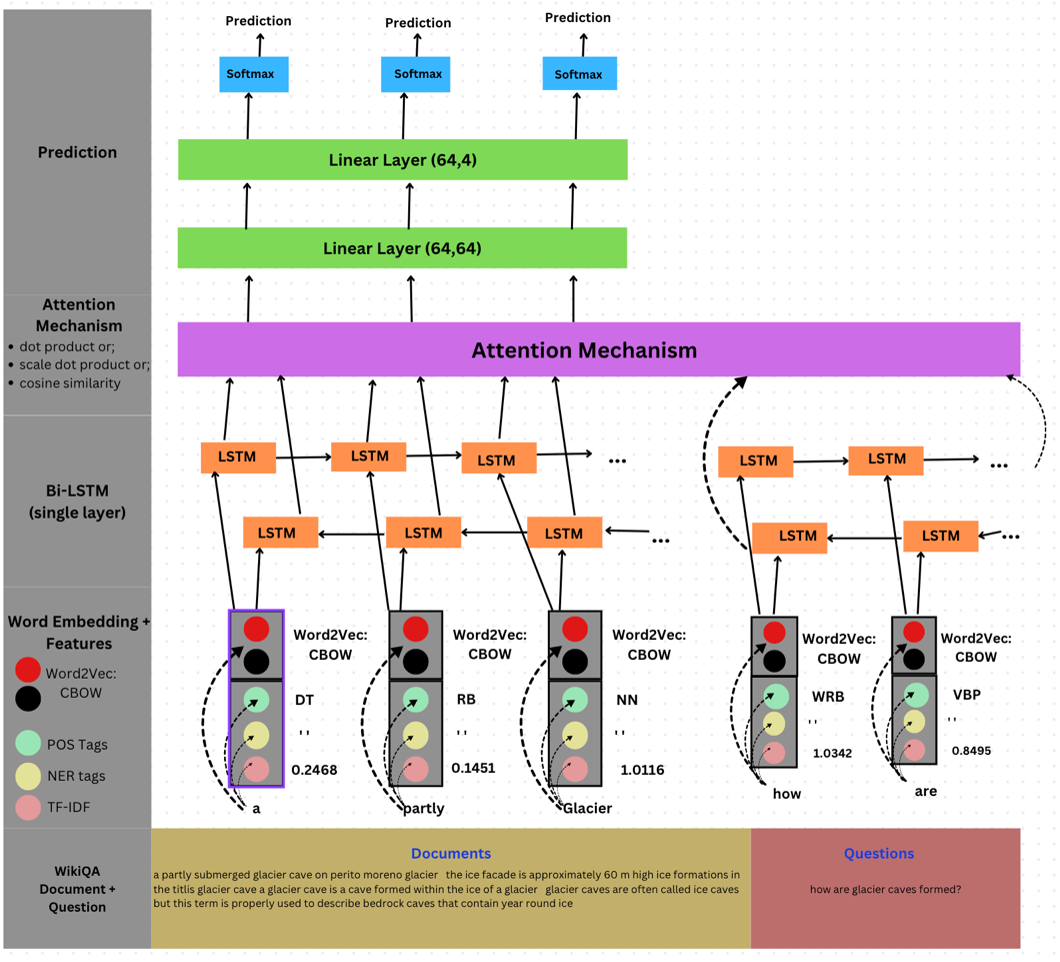 Prediction
Prediction
Prediction
Softmax
Softmax
Softmax
Prediction
Linear Layer (64,4)
Linear Layer (64,64)
Attention
Mechanism
• dot product or;
• scale dot product or;
• cosine similarity
Attention Mechanism
Bi-LSTM
(single layer)
LSTM
LSTM
LSTM
...
LSTM
LSTM
...
LSTM
LSTM
LSTM
...
LSTM
LSTM
...
Word Embedding +
Features
Word2Vec:
CBOW
POS Tags
NER tags
TF-IDF
Word2Vec:
CBOW
DT
' '
0.2468
a
Word2Vec:
CBOW
RB
' '
0.1451
partly
Word2Vec:
CBOW
NN
' '
1.0116
Glacier
Word2Vec:
CBOW
WRB
' '
1.0342
how
Word2Vec:
CBOW
VBP
' '
0.8495
are
WikiQA
Document +
Question
Documents
a partly submerged glacier cave on perito moreno glacier   the ice facade is approximately 60 m high ice formations in
the titlis glacier cave a glacier cave is a cave formed within the ice of a glacier   glacier caves are often called ice caves
but this term is properly used to describe bedrock caves that contain year round ice
Questions
how are glacier caves formed?